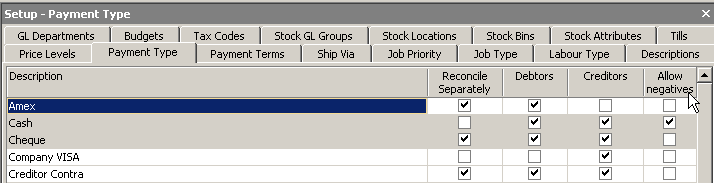 Setup - Payment Type
GL Departments Budgets Tax Codes Stock GL Groups Stock Locations Stock Bins Stock Attributes Tills
Price Levels Payment Type Payment Terms Ship Via Job Priority Job Type Labour Type Descriptions
Description Reconcile Separately Debtors Creditors Allow negatives
Amex
Cash
Cheque
Company VISA
Creditor Contra